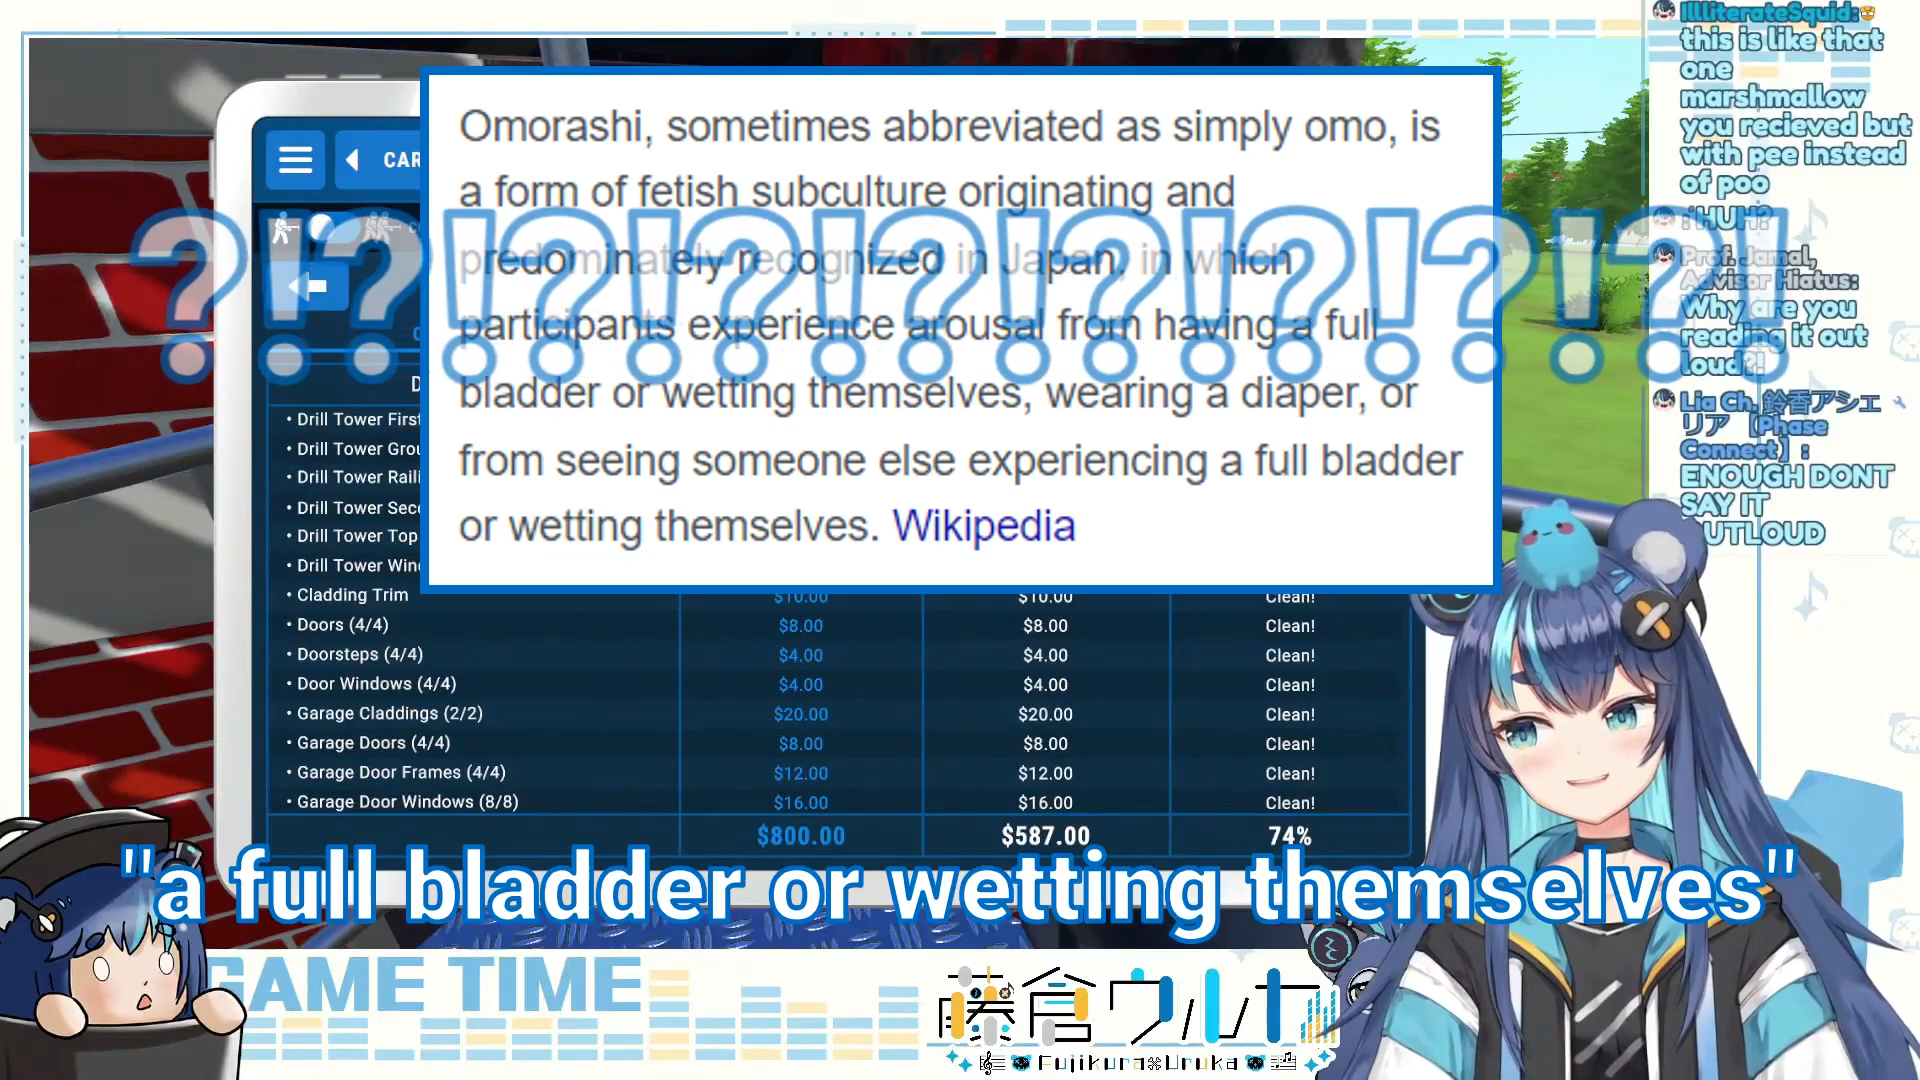 Omorashi, sometimes abbreviated as simply omo, is
a form of fetish subculture originating and
predominately recognized in Japan, in which
participants experience arousal from having a full
bladder or wetting themselves, wearing a diaper, or
from seeing someone else experiencing a full bladder
or wetting themselves. Wikipedia
?!?!?!?!?!?!?!?!?!
CAR
• Drill Tower First
• Drill Tower Grou
• Drill Tower Raili
• Drill Tower Seco
• Drill Tower Top
• Drill Tower Wind
• Cladding Trim $10.00 $10.00 Clean!
• Doors (4/4) $8.00 $8.00 Clean!
• Doorsteps (4/4) $4.00 $4.00 Clean!
• Door Windows (4/4) $4.00 $4.00 Clean!
• Garage Claddings (2/2) $20.00 $20.00 Clean!
• Garage Doors (4/4) $8.00 $8.00 Clean!
• Garage Door Frames (4/4) $12.00 $12.00 Clean!
• Garage Door Windows (8/8) $16.00 $16.00 Clean!
$800.00 $587.00 74%
"a full bladder or wetting themselves"
GAME TIME
藤倉ウルカ
Fujikura Uruka
IllliterateSquid:
this is like that
one
marshmallow
you recieved but
with pee instead
of poo
HUH?
Prof. Jamal,
Advisor Hiatus:
Why are you
reading it out
loud?!
Lia Ch. 鈴香アシェ
リア 【Phase
Connect】:
ENOUGH DONT
SAY IT
OUTLOUD